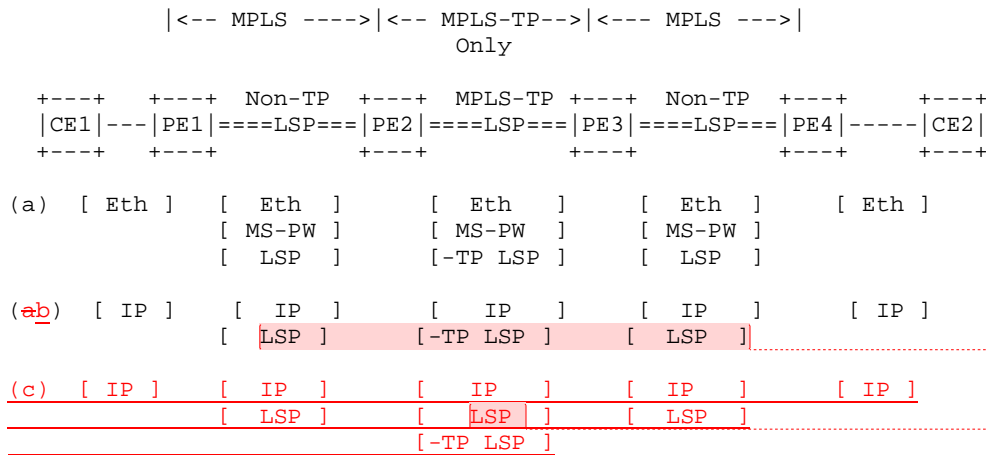 |<-- MPLS ---->|<-- MPLS-TP-->|<--- MPLS --->|
Only
+---+ +---+ Non-TP +---+ MPLS-TP +---+ Non-TP +---+ +---+
|CE1|---|PE1|====LSP===|PE2|====LSP===|PE3|====LSP===|PE4|-----|CE2|
+---+ +---+ +---+ +---+ +---+ +---+
(a) [ Eth ] [ Eth ] [ Eth ] [ Eth ] [ Eth ]
[ MS-PW ] [ MS-PW ] [ MS-PW ]
[ LSP ] [-TP LSP ] [ LSP ]
(ab) [ IP ] [ IP ] [ IP ] [ IP ] [ IP ]
[ LSP ] [-TP LSP ] [ LSP ]
(c) [ IP ] [ IP ] [ IP ] [ IP ] [ IP ]
[ LSP ] [ LSP ] [ LSP ]
[-TP LSP ]